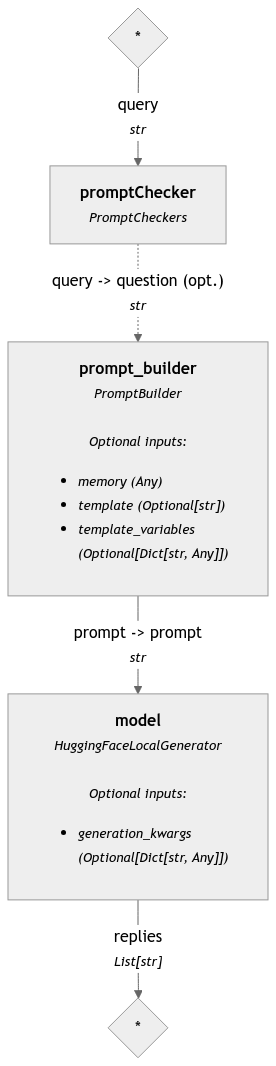 *
query
str
promptChecker
PromptCheckers
query -> question (opt.)
str
prompt_builder
PromptBuilder
Optional inputs:
• memory (Any)
• template (Optional[str])
• template_variables
(Optional[Dict[str, Any]])
prompt -> prompt
str
model
HuggingFaceLocalGenerator
Optional inputs:
• generation_kwargs
(Optional[Dict[str, Any]])
replies
List[str]
*